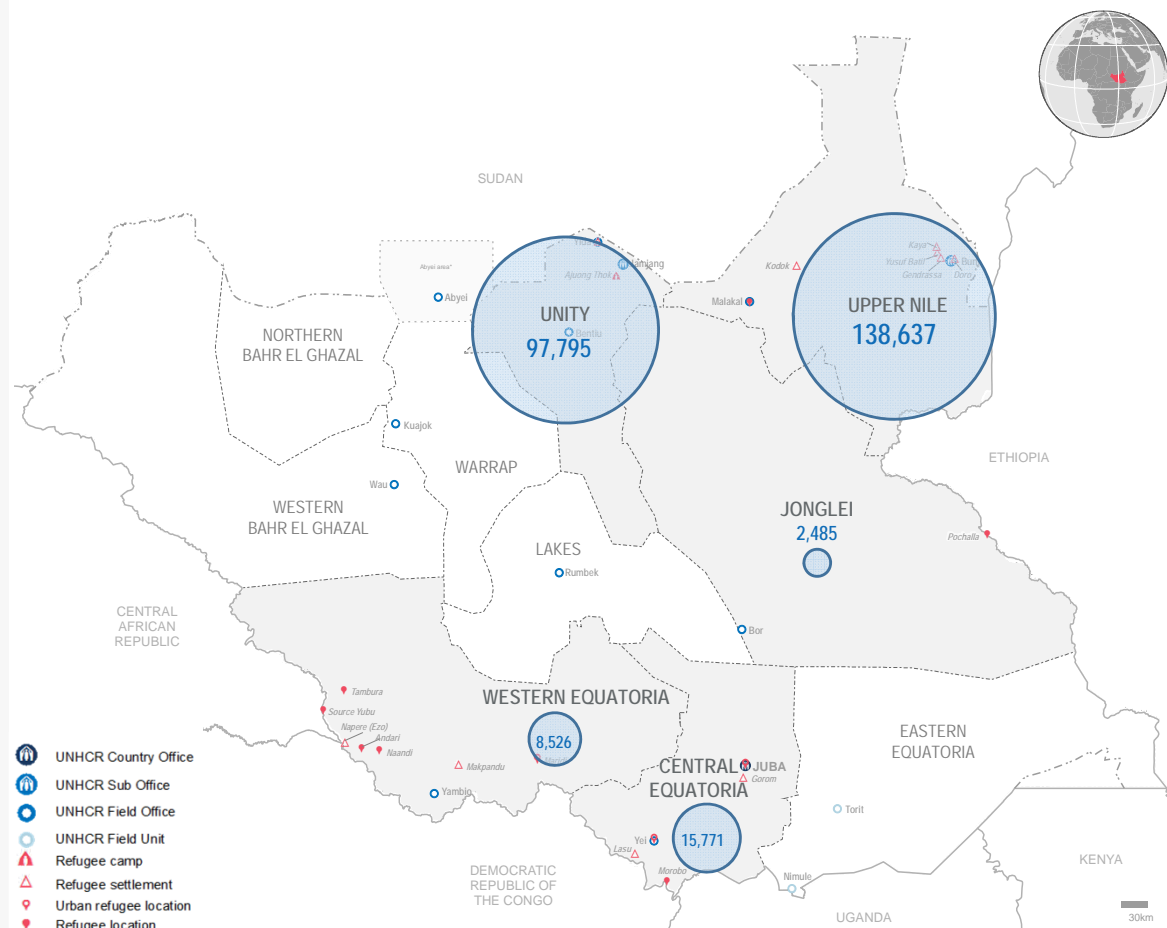 SUDAN
Kaya
Yusuf Batil
Gendrassa
Doro
Bunj
Jamjang
Ajuong Thok
Kodok
Abyei area*
Abyei
Malakal
UNITY
97,795
Bentiu
UPPER NILE
138,637
NORTHERN
BAHR EL GHAZAL
Kuajok
WARRAP
Wau
ETHIOPIA
WESTERN
BAHR EL GHAZAL
JONGLEI
2,485
Pochalla
LAKES
Rumbek
CENTRAL
AFRICAN
REPUBLIC
Bor
Tambura
WESTERN EQUATORIA
Source Yubu
Napere (Ezo)
Andari
Naandi
8,526
Makpandu
Yambio
EASTERN
EQUATORIA
CENTRAL
EQUATORIA
JUBA
Gorom
Torit
15,771
Yei
Lasu
Morobo
Nimule
KENYA
DEMOCRATIC
REPUBLIC OF
THE CONGO
UGANDA
30km
UNHCR Country Office
UNHCR Sub Office
UNHCR Field Office
UNHCR Field Unit
Refugee camp
Refugee settlement
Urban refugee location
Refugee location